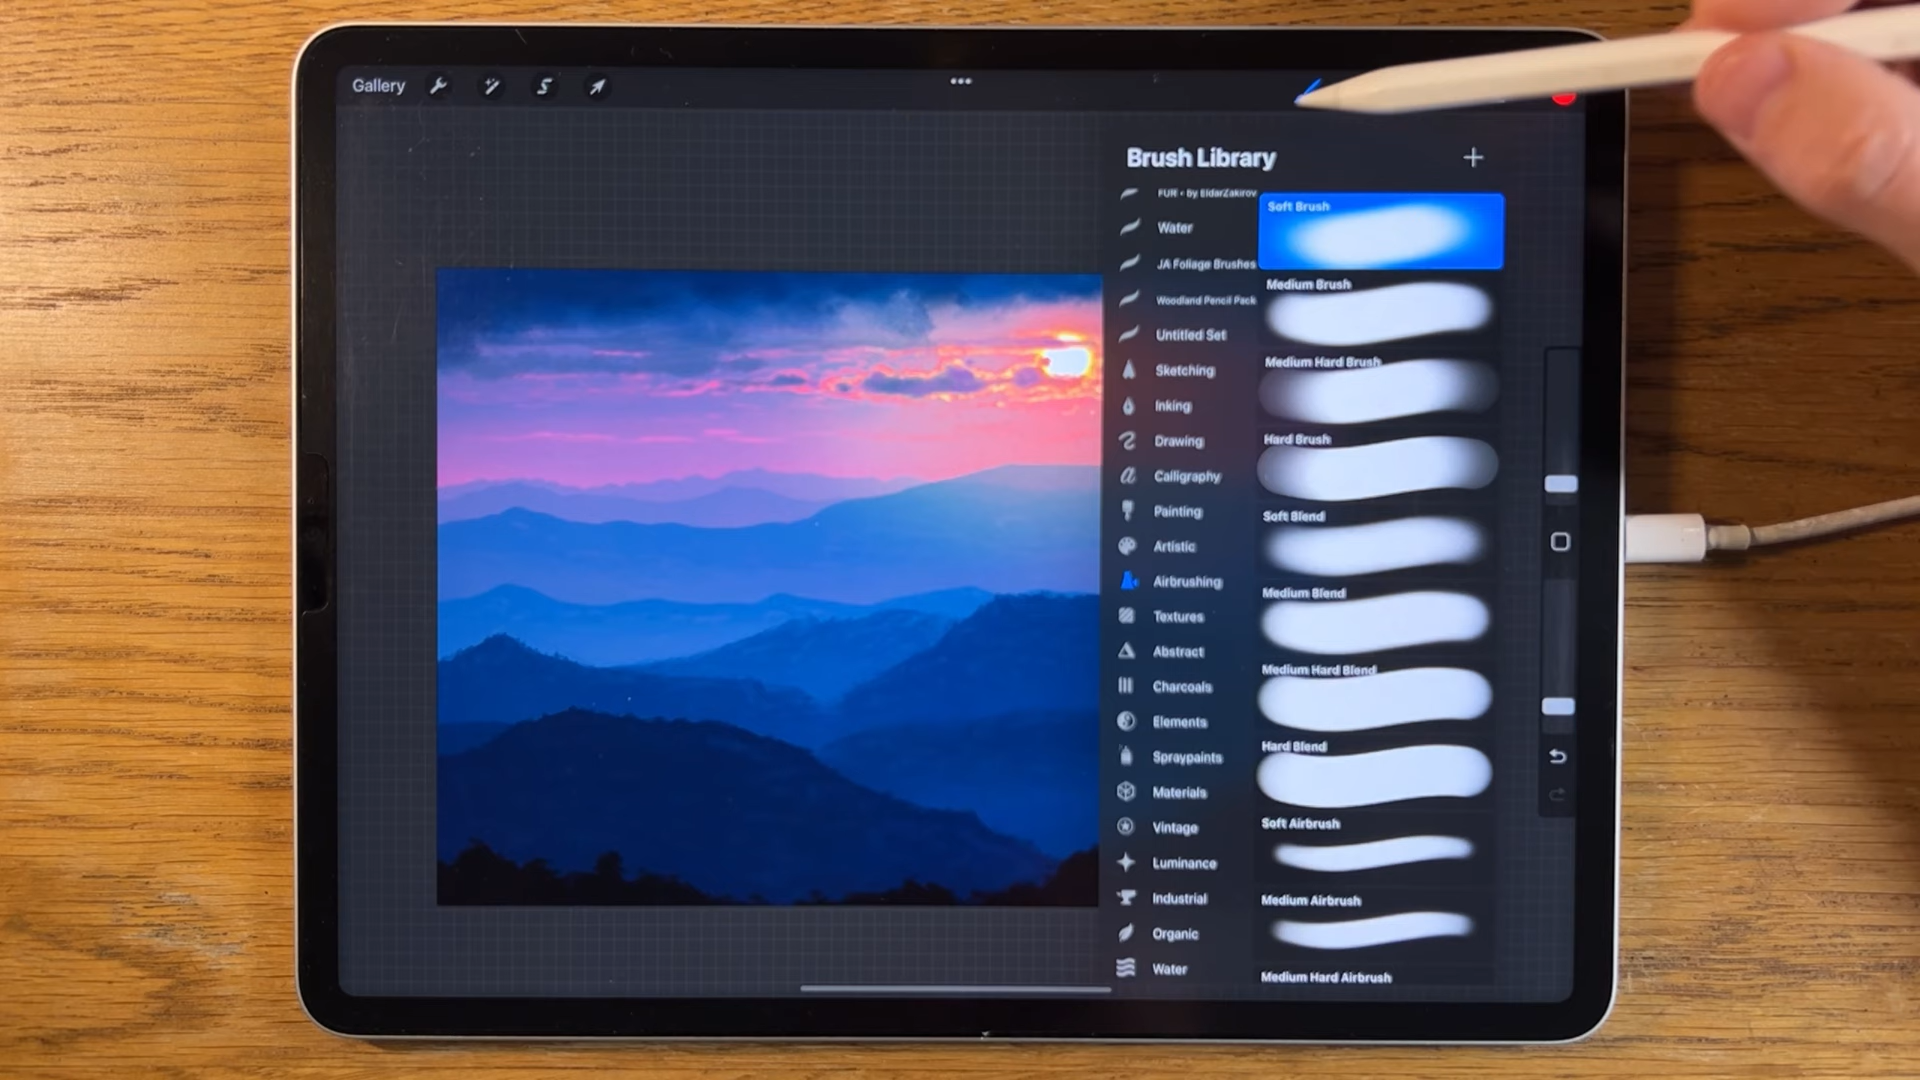 Gallery
Brush Library
FUR • by EldarZakirov
Water
JA Foliage Brushes
Woodland Pencil Pack
Untitled Set
Sketching
Inking
Drawing
Calligraphy
Painting
Artistic
Airbrushing
Textures
Abstract
Charcoals
Elements
Spraypaints
Materials
Vintage
Luminance
Industrial
Organic
Water
Soft Brush
Medium Brush
Medium Hard Brush
Hard Brush
Soft Blend
Medium Blend
Medium Hard Blend
Hard Blend
Soft Airbrush
Medium Airbrush
Medium Hard Airbrush